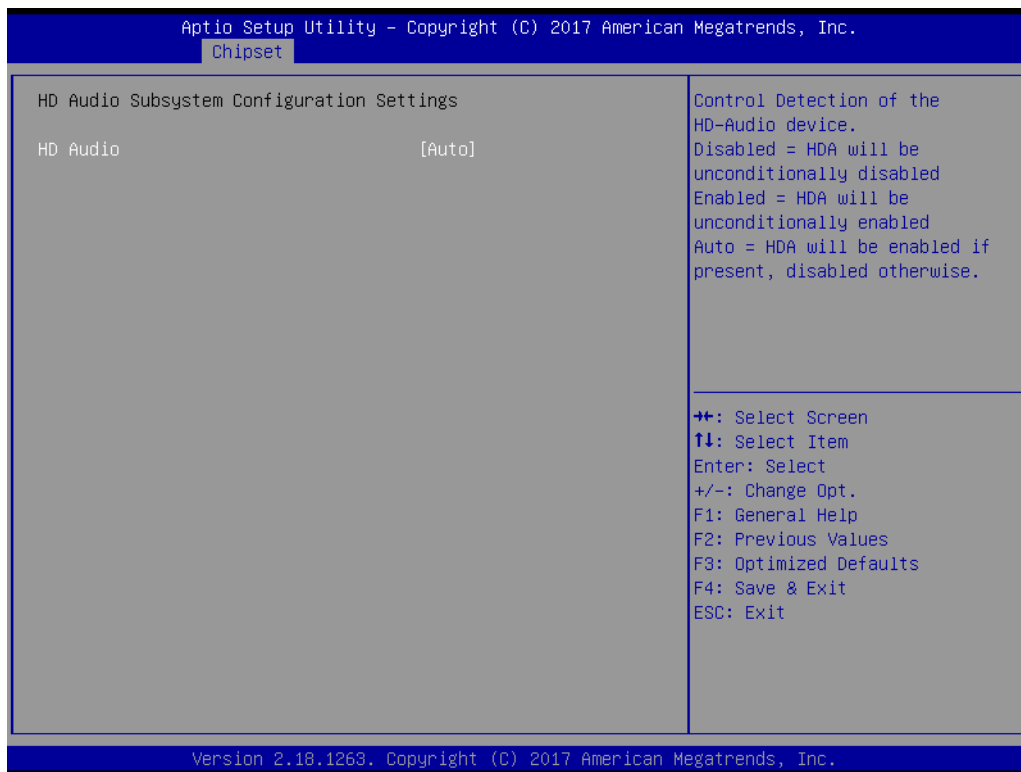 Aptio Setup Utility – Copyright (C) 2017 American Megatrends, Inc.
Chipset
HD Audio Subsystem Configuration Settings
HD Audio [Auto]
Control Detection of the
HD-Audio device.
Disabled = HDA will be
unconditionally disabled
Enabled = HDA will be
unconditionally enabled
Auto = HDA will be enabled if
present, disabled otherwise.
→←: Select Screen
↑↓: Select Item
Enter: Select
+/-: Change Opt.
F1: General Help
F2: Previous Values
F3: Optimized Defaults
F4: Save & Exit
ESC: Exit
Version 2.18.1263. Copyright (C) 2017 American Megatrends, Inc.